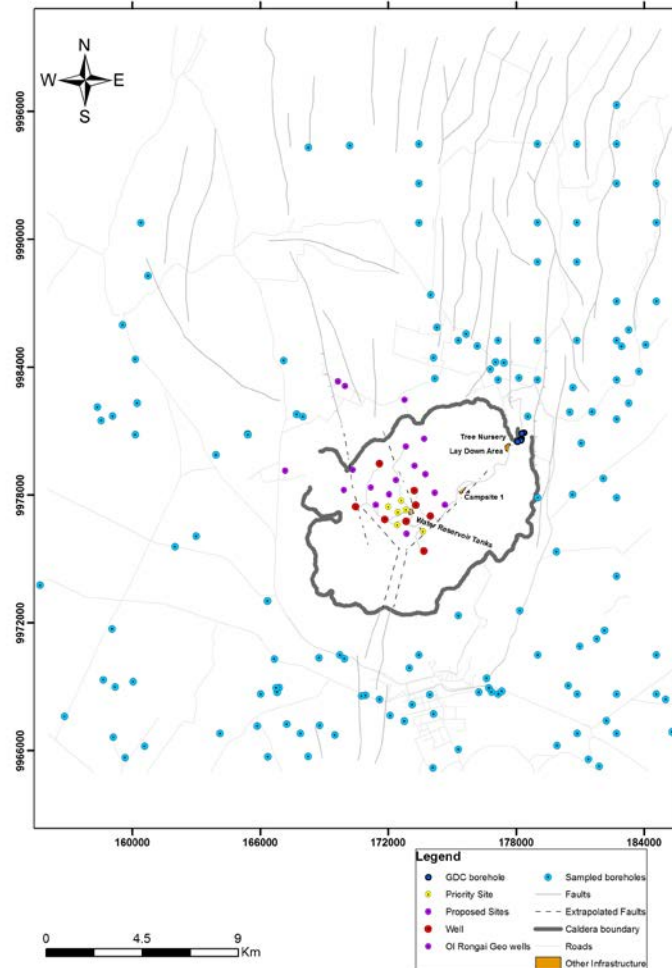 N
W E
S
9996000
9990000
9984000
9978000
9972000
9966000
Tree Nursery
Lay Down Area
Campsite 1
Water Reservoir Tanks
160000 166000 172000 178000 184000
Legend
GDC borehole
Priority Site
Proposed Sites
Well
Ol Rongai Geo wells
Sampled boreholes
Faults
Extrapolated Faults
Caldera boundary
Roads
Other Infrastructure
0 4.5 9
Km